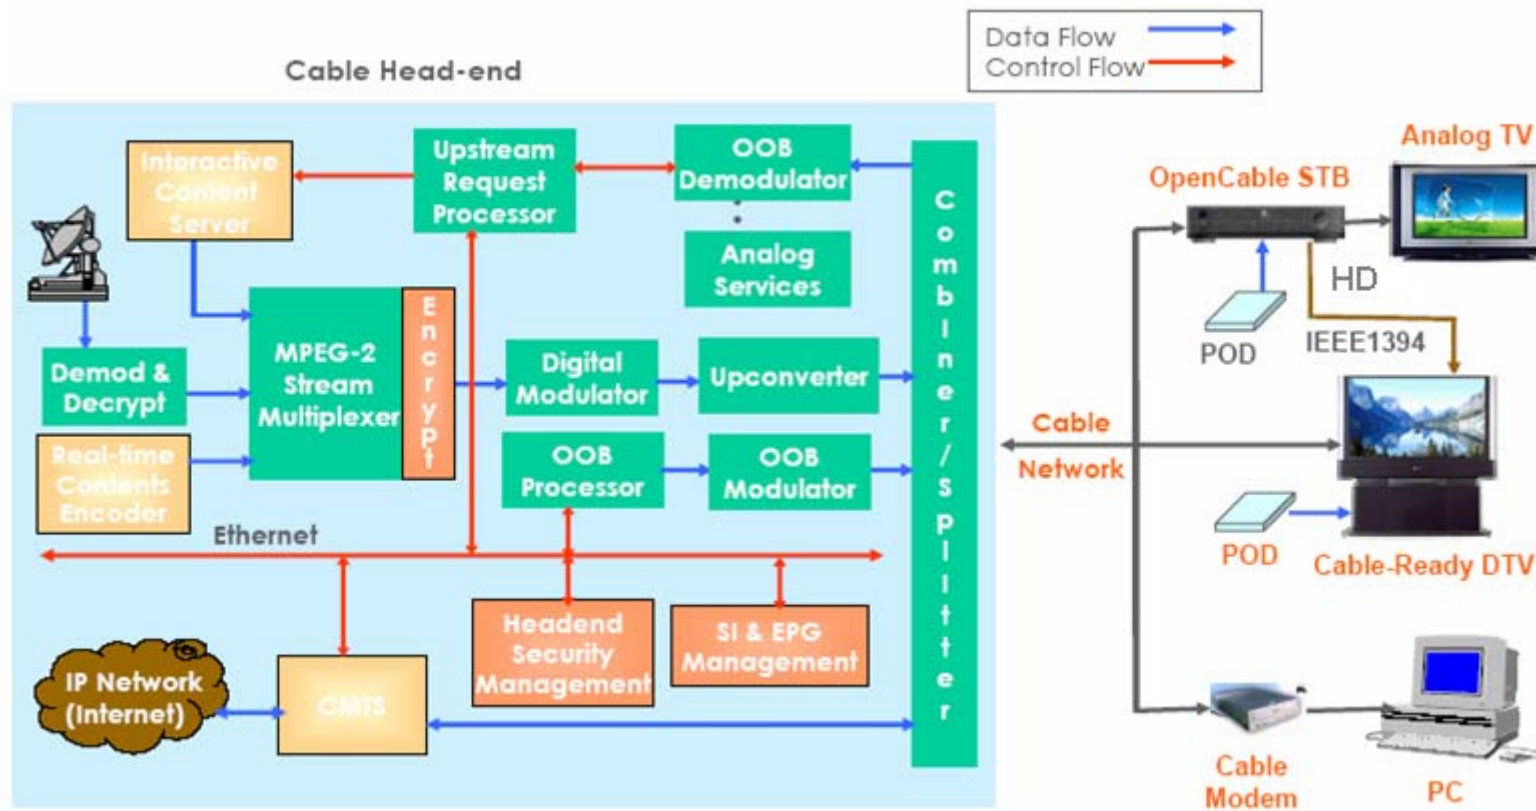 Data Flow
Control Flow
Cable Head-end
Interactive
Content
Server
Upstream
Request
Processor
OOB
Demodulator
Analog
Services
Demod &
Decrypt
MPEG-2
Stream
Multiplexer
Encrypt
Digital
Modulator
Upconverter
Real-time
Contents
Encoder
OOB
Processor
OOB
Modulator
Ethernet
Headend
Security
Management
SI & EPG
Management
IP Network
(Internet)
CMTS
Combiner/Splitter
Cable
Network
Analog TV
OpenCable STB
HD
POD
IEEE1394
POD
Cable-Ready DTV
Cable
Modem
PC